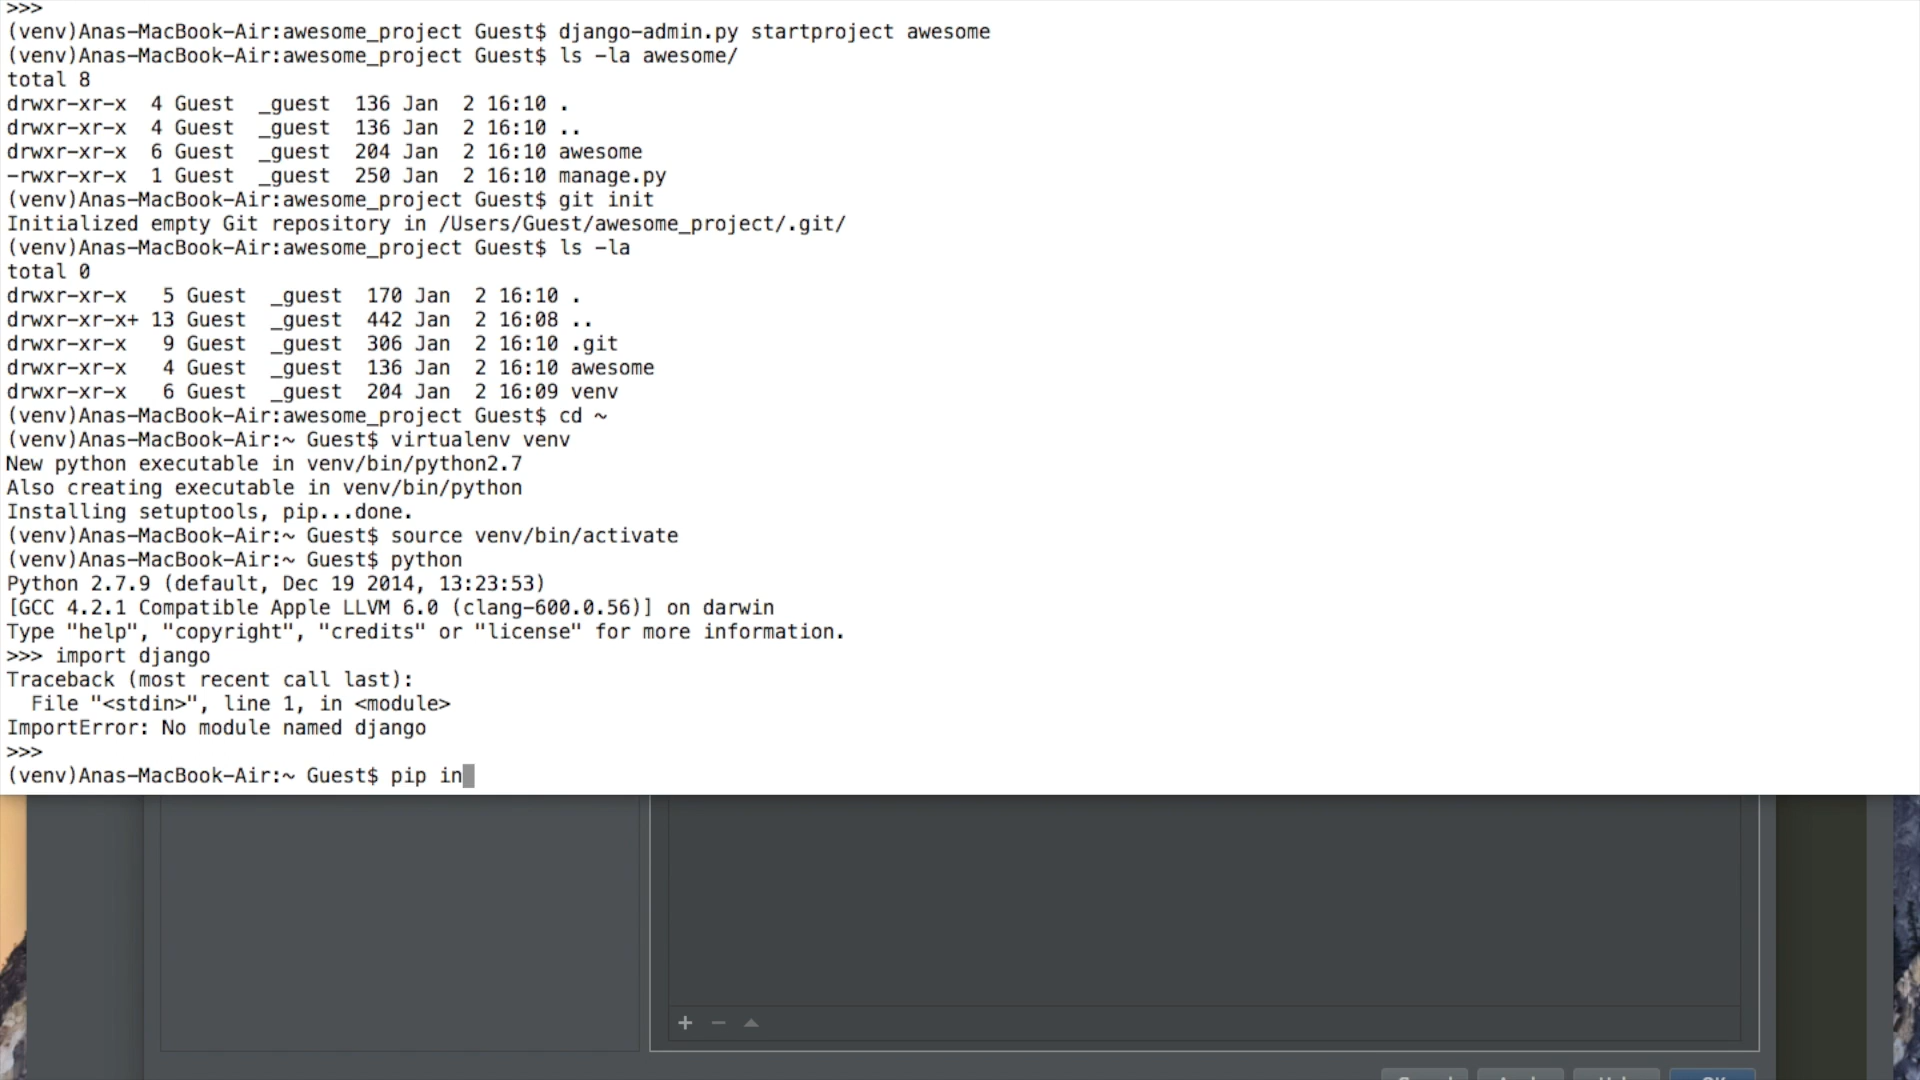 >>>
(venv)Anas-MacBook-Air:awesome_project Guest$ django-admin.py startproject awesome
(venv)Anas-MacBook-Air:awesome_project Guest$ ls -la awesome/
total 8
drwxr-xr-x  4 Guest  _guest  136 Jan  2 16:10 .
drwxr-xr-x  4 Guest  _guest  136 Jan  2 16:10 ..
drwxr-xr-x  6 Guest  _guest  204 Jan  2 16:10 awesome
-rwxr-xr-x  1 Guest  _guest  250 Jan  2 16:10 manage.py
(venv)Anas-MacBook-Air:awesome_project Guest$ git init
Initialized empty Git repository in /Users/Guest/awesome_project/.git/
(venv)Anas-MacBook-Air:awesome_project Guest$ ls -la
total 0
drwxr-xr-x   5 Guest  _guest  170 Jan  2 16:10 .
drwxr-xr-x+ 13 Guest  _guest  442 Jan  2 16:08 ..
drwxr-xr-x   9 Guest  _guest  306 Jan  2 16:10 .git
drwxr-xr-x   4 Guest  _guest  136 Jan  2 16:10 awesome
drwxr-xr-x   6 Guest  _guest  204 Jan  2 16:09 venv
(venv)Anas-MacBook-Air:awesome_project Guest$ cd ~
(venv)Anas-MacBook-Air:~ Guest$ virtualenv venv
New python executable in venv/bin/python2.7
Also creating executable in venv/bin/python
Installing setuptools, pip...done.
(venv)Anas-MacBook-Air:~ Guest$ source venv/bin/activate
(venv)Anas-MacBook-Air:~ Guest$ python
Python 2.7.9 (default, Dec 19 2014, 13:23:53)
[GCC 4.2.1 Compatible Apple LLVM 6.0 (clang-600.0.56)] on darwin
Type "help", "copyright", "credits" or "license" for more information.
>>> import django
Traceback (most recent call last):
  File "<stdin>", line 1, in <module>
ImportError: No module named django
>>>
(venv)Anas-MacBook-Air:~ Guest$ pip in